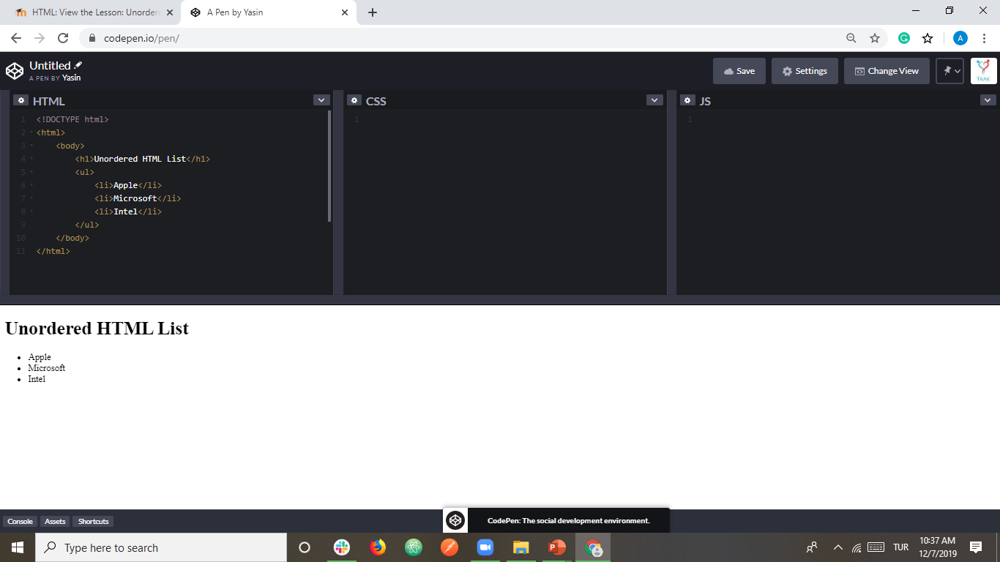 HTML: View the Lesson: Unorder
A Pen by Yasin
codepen.io/pen/
A
Untitled
A PEN BY Yasin
Save
Settings
Change View
TKAK
HTML
CSS
JS
1 <!DOCTYPE html>
2 <html>
3 <body>
4 <h1>Unordered HTML List</h1>
5 <ul>
6 <li>Apple</li>
7 <li>Microsoft</li>
8 <li>Intel</li>
9 </ul>
10 </body>
11 </html>
1
1
Unordered HTML List
• Apple
• Microsoft
• Intel
Console
Assets
Shortcuts
CodePen: The social development environment.
Type here to search
TUR
10:37 AM
12/7/2019